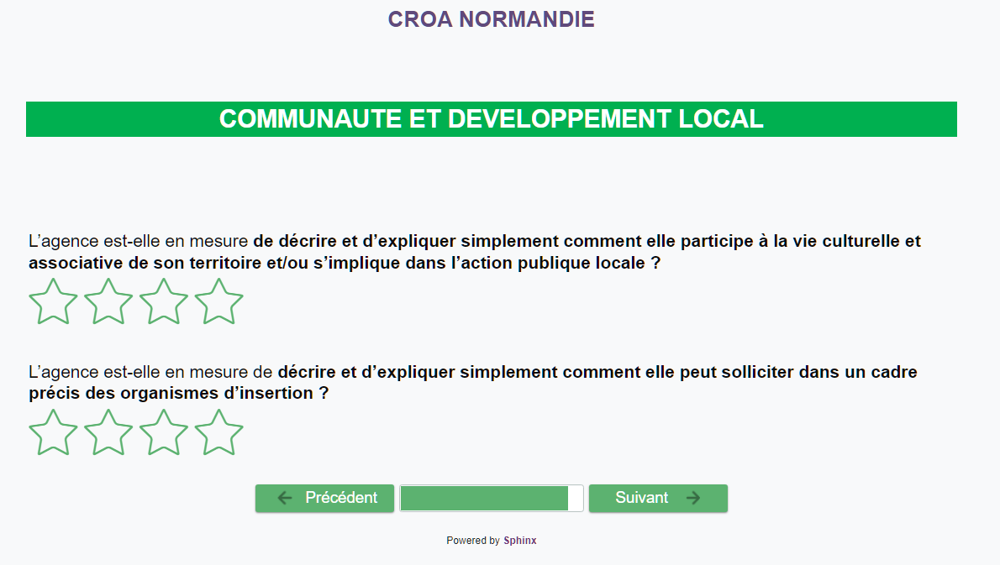 CROA NORMANDIE
COMMUNAUTE ET DEVELOPPEMENT LOCAL
L’agence est-elle en mesure de décrire et d’expliquer simplement comment elle participe à la vie culturelle et
associative de son territoire et/ou s’implique dans l’action publique locale ?
L’agence est-elle en mesure de décrire et d’expliquer simplement comment elle peut solliciter dans un cadre
précis des organismes d’insertion ?
Précédent
Suivant
Powered by Sphinx